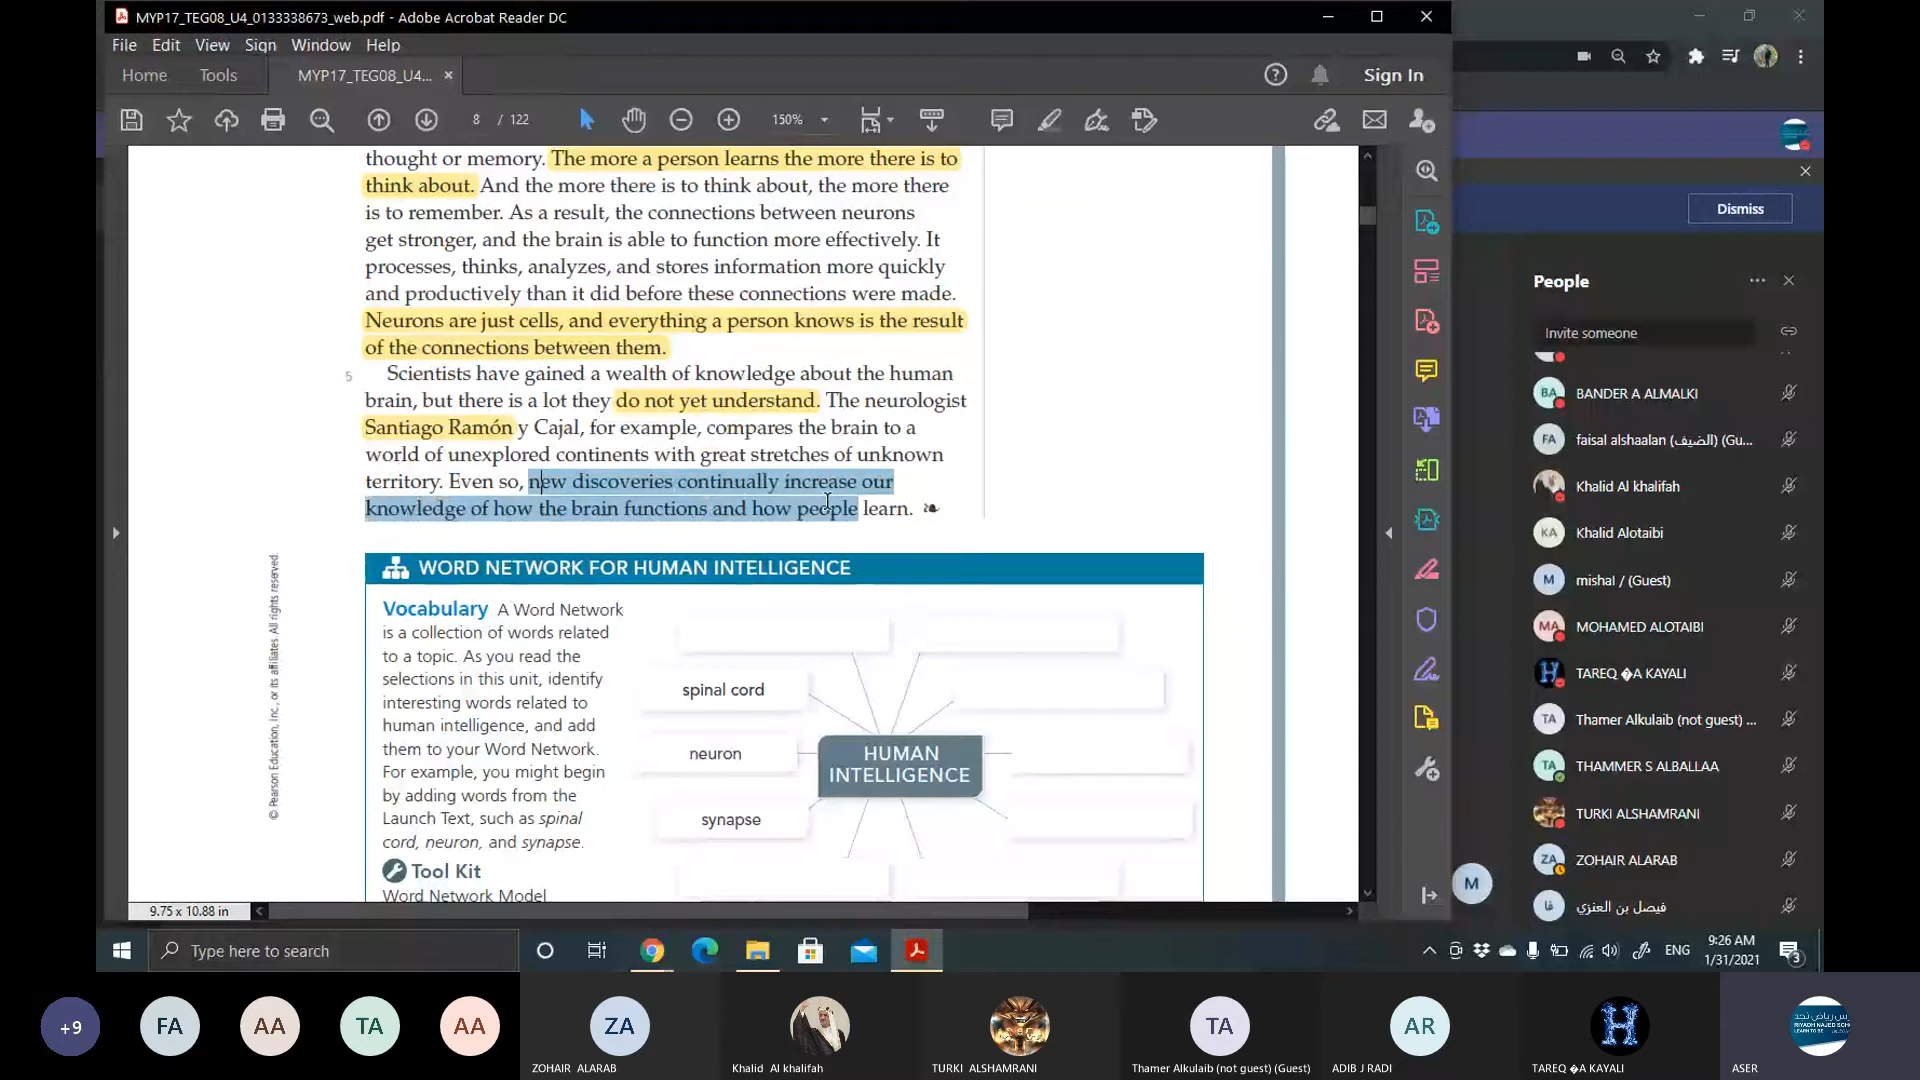 MYP17_TEG08_U4_0133338673_web.pdf - Adobe Acrobat Reader DC
File Edit View Sign Window Help
Home Tools MYP17_TEG08_U4... × Sign In
8 / 122 150%
thought or memory. The more a person learns the more there is to
think about. And the more there is to think about, the more there
is to remember. As a result, the connections between neurons
get stronger, and the brain is able to function more effectively. It
processes, thinks, analyzes, and stores information more quickly
and productively than it did before these connections were made.
Neurons are just cells, and everything a person knows is the result
of the connections between them.
5 Scientists have gained a wealth of knowledge about the human
brain, but there is a lot they do not yet understand. The neurologist
Santiago Ramón y Cajal, for example, compares the brain to a
world of unexplored continents with great stretches of unknown
territory. Even so, new discoveries continually increase our
knowledge of how the brain functions and how people learn.
© Pearson Education, Inc., or its affiliates. All rights reserved.
WORD NETWORK FOR HUMAN INTELLIGENCE
Vocabulary A Word Network
is a collection of words related
to a topic. As you read the
selections in this unit, identify
interesting words related to
human intelligence, and add
them to your Word Network.
For example, you might begin
by adding words from the
Launch Text, such as spinal
cord, neuron, and synapse.
Tool Kit
Word Network Model
spinal cord
neuron
synapse
HUMAN
INTELLIGENCE
9.75 x 10.88 in
Dismiss
People
Invite someone
BA BANDER A ALMALKI
FA faisal alshaalan (الضيف) (Gu...
Khalid Al khalifah
KA Khalid Alotaibi
M mishal / (Guest)
MA MOHAMED ALOTAIBI
TAREQ �A KAYALI
TA Thamer Alkulaib (not guest) ...
TA THAMMER S ALBALLAA
TURKI ALSHAMRANI
ZA ZOHAIR ALARAB
فيصل بن العنزي
M
Type here to search
ENG
9:26 AM
1/31/2021
3
+9 FA AA TA AA ZA TA AR
ZOHAIR ALARAB
Khalid Al khalifah
TURKI ALSHAMRANI
Thamer Alkulaib (not guest) (Guest)
ADIB J RADI
TAREQ �A KAYALI
ASER